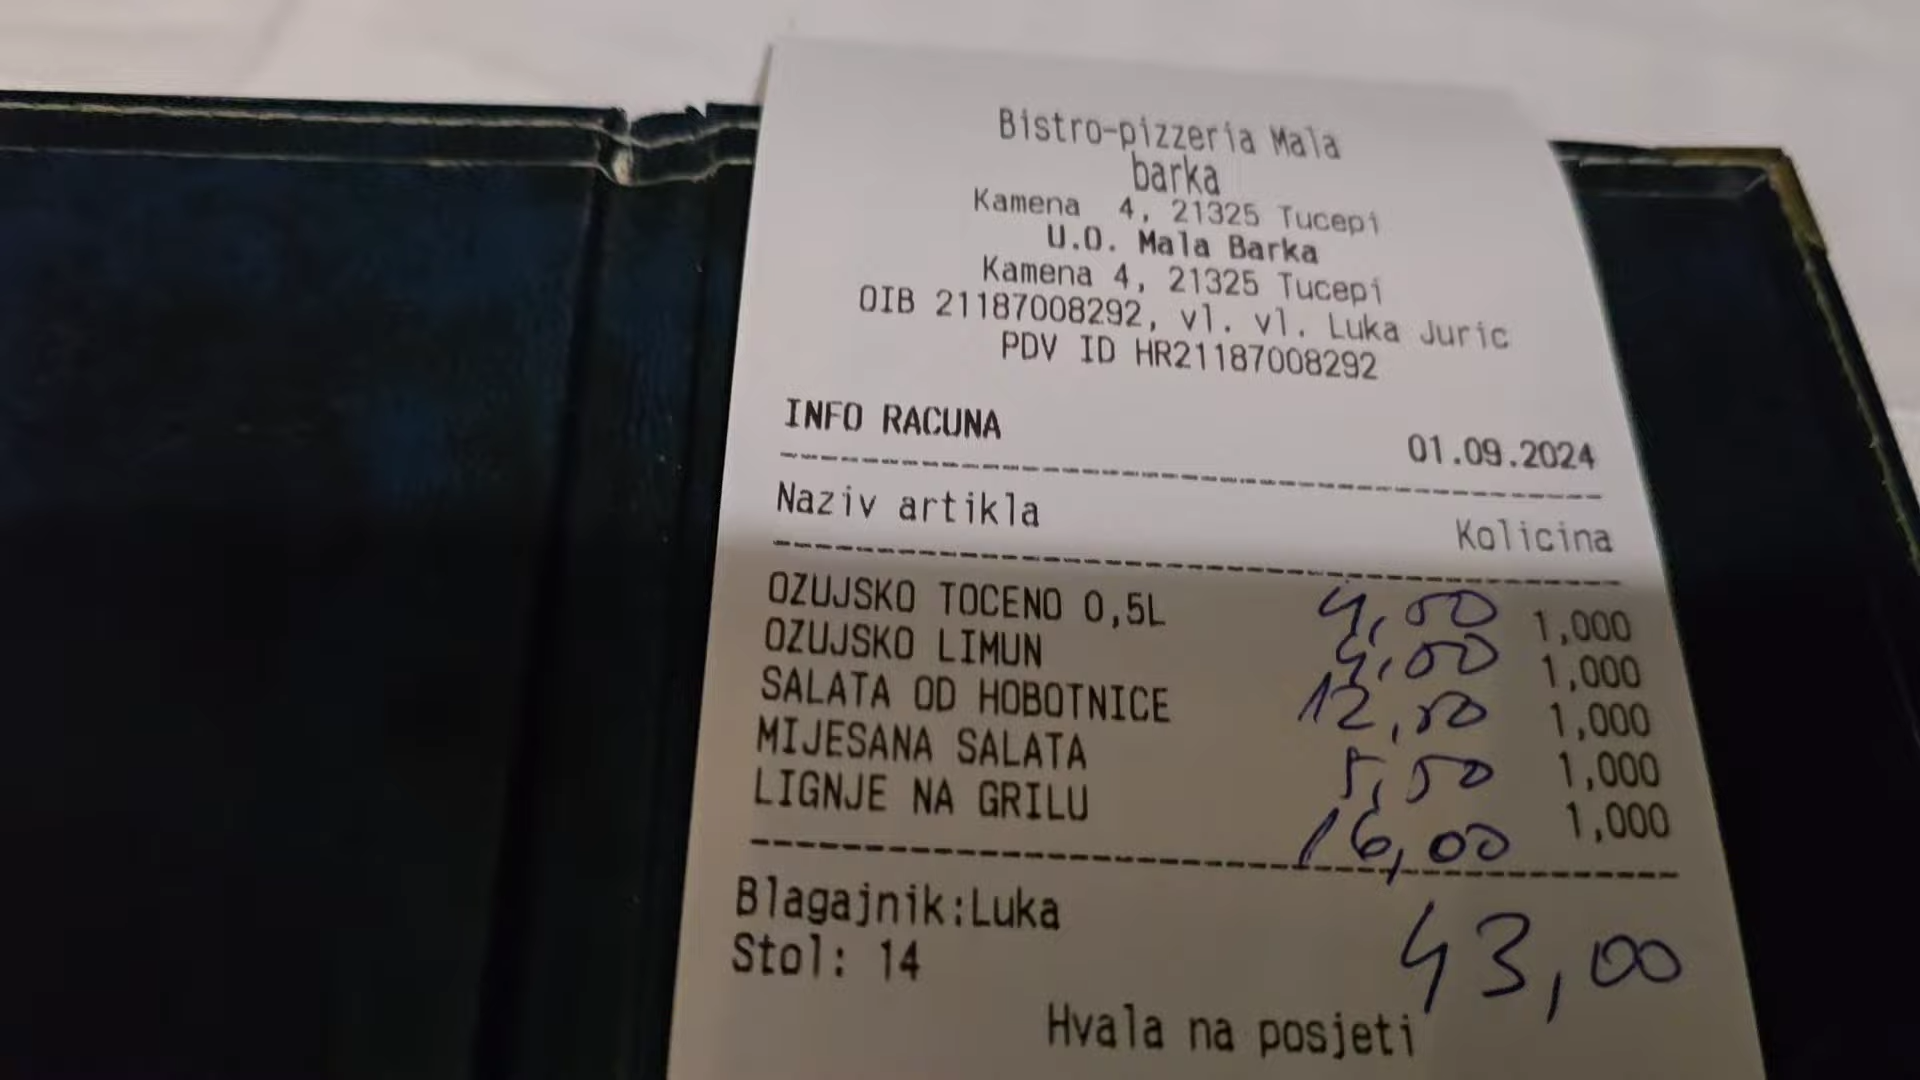 Bistro-pizzeria Mala
barka
Kamena 4, 21325 Tucepi
U.O. Mala Barka
Kamena 4, 21325 Tucepi
OIB 21187008292, vl. vl. Luka Juric
PDV ID HR21187008292
INFO RACUNA 01.09.2024
Naziv artikla Kolicina
OZUJSKO TOCENO 0,5L 4,50 1,000
OZUJSKO LIMUN 4,50 1,000
SALATA OD HOBOTNICE 12,50 1,000
MIJESANA SALATA 5,50 1,000
LIGNJE NA GRILU 16,00 1,000
Blagajnik:Luka
Stol: 14 43,00
Hvala na posjeti